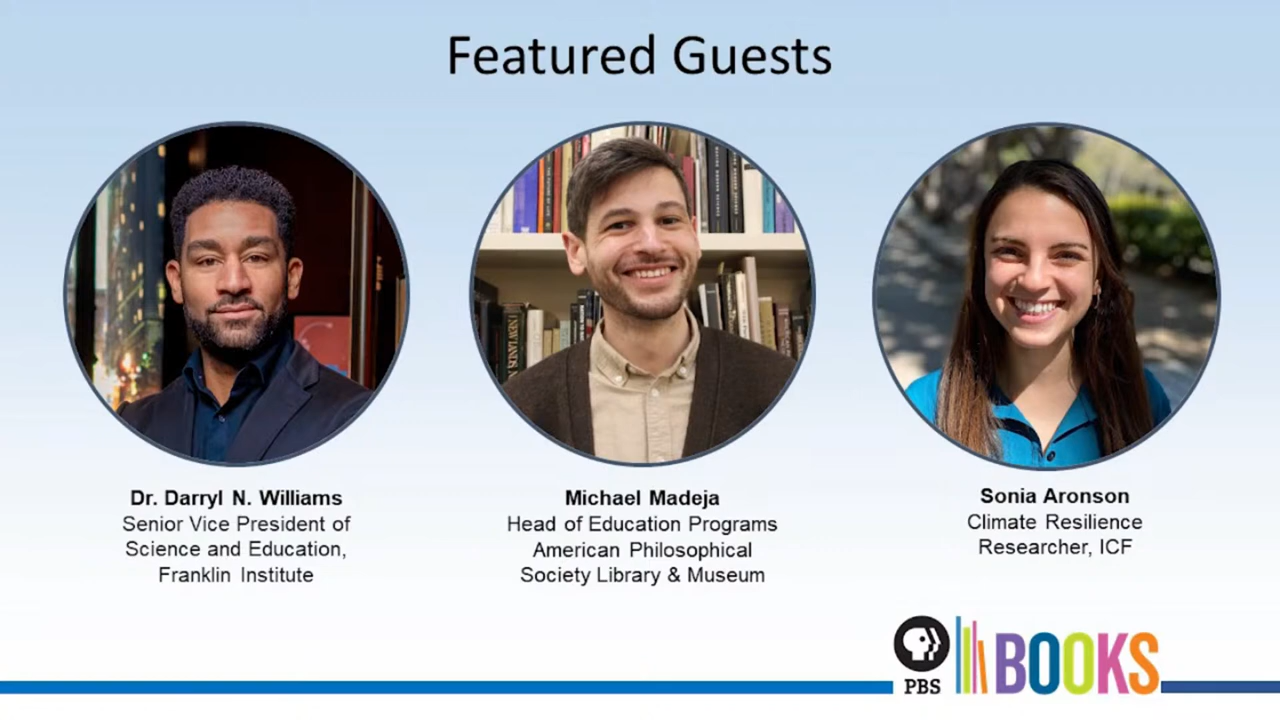 Featured Guests
Dr. Darryl N. Williams
Senior Vice President of
Science and Education,
Franklin Institute
Michael Madeja
Head of Education Programs
American Philosophical
Society Library & Museum
Sonia Aronson
Climate Resilience
Researcher, ICF
PBS
BOOKS